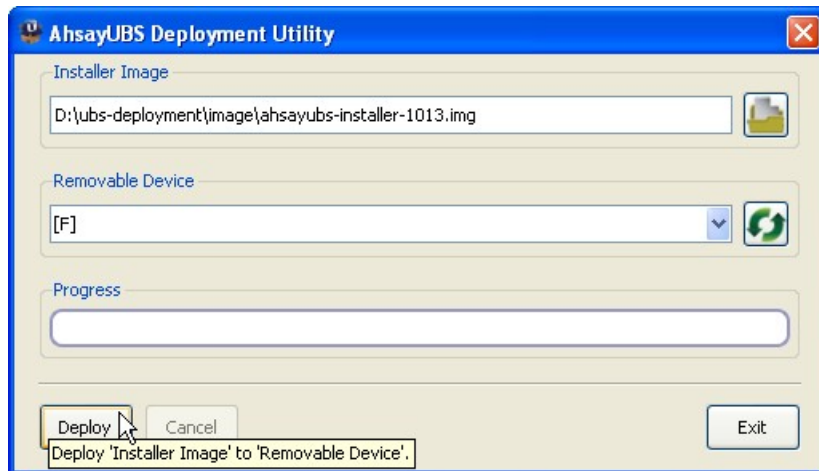 AhsayUBS Deployment Utility
Installer Image
D:\ubs-deployment\image\ahsayubs-installer-1013.img
Removable Device
[F]
Progress
Deploy
Cancel
Exit
Deploy 'Installer Image' to 'Removable Device'.